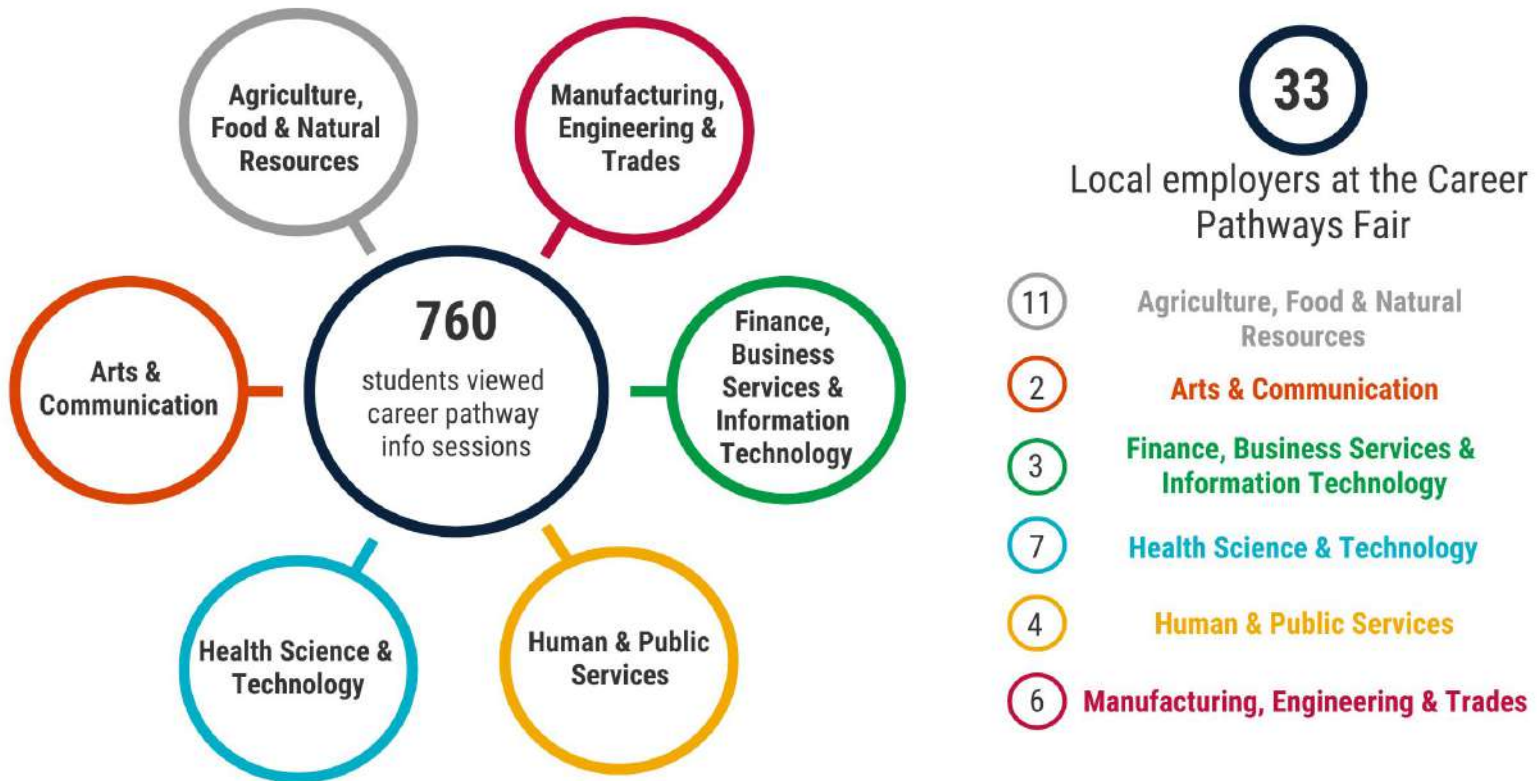 Agriculture,
Food & Natural
Resources
Manufacturing,
Engineering &
Trades
Arts &
Communication
760
students viewed
career pathway
info sessions
Finance,
Business
Services &
Information
Technology
Health Science &
Technology
Human & Public
Services
33
Local employers at the Career
Pathways Fair
11
Agriculture, Food & Natural
Resources
2
Arts & Communication
3
Finance, Business Services &
Information Technology
7
Health Science & Technology
4
Human & Public Services
6
Manufacturing, Engineering & Trades